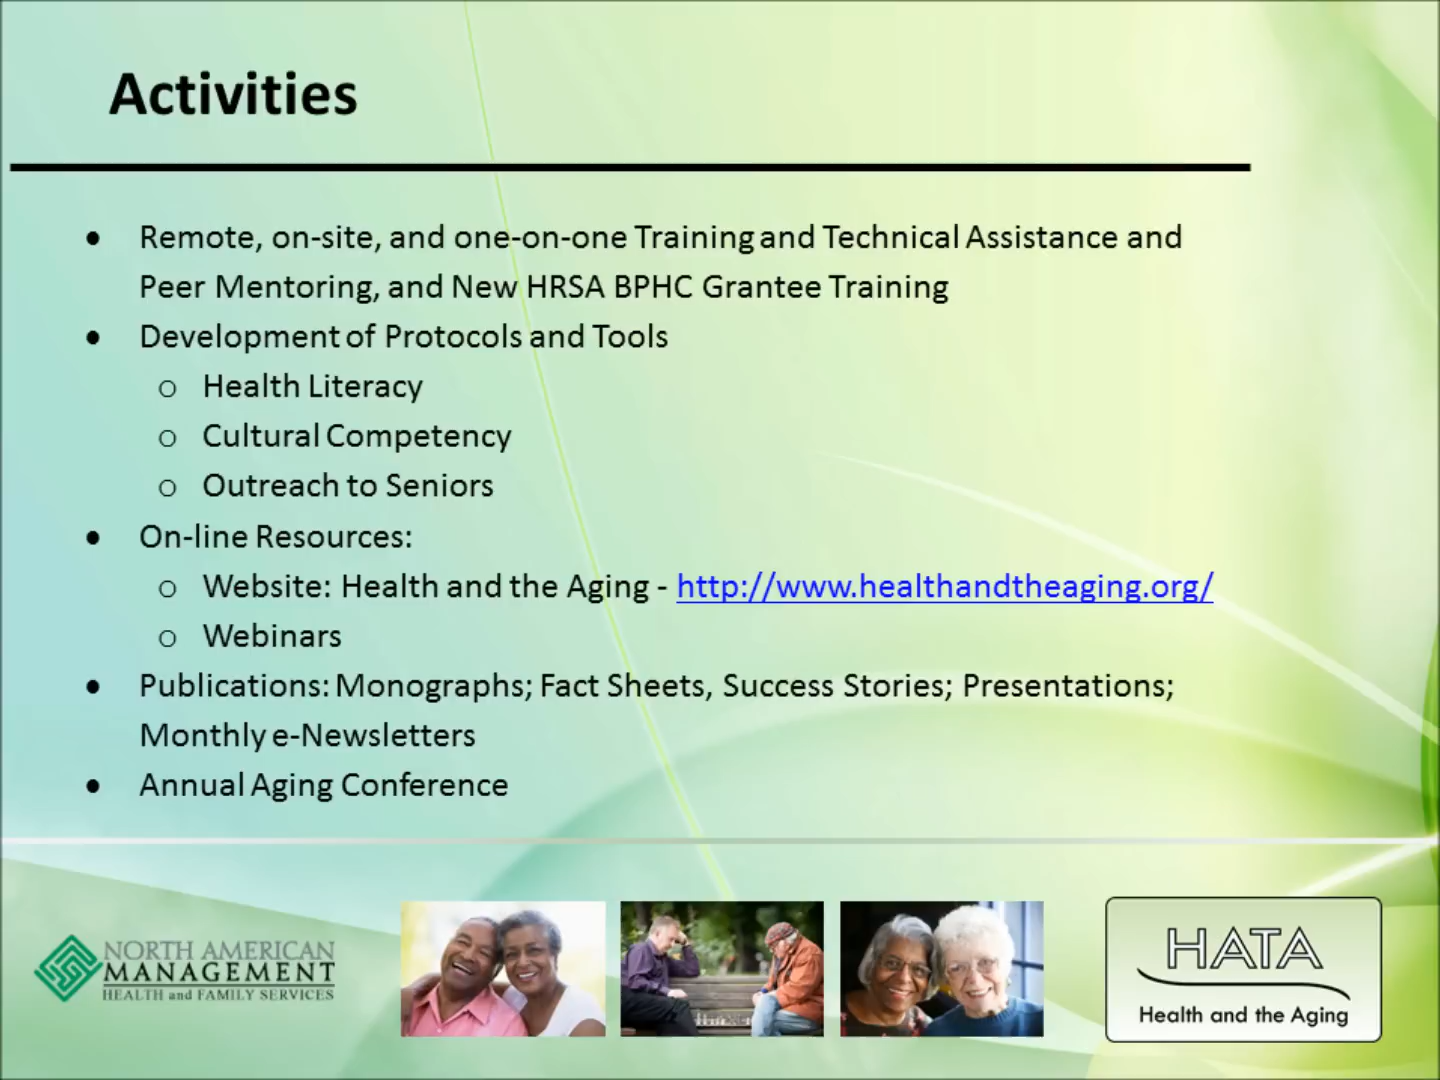 Activities
• Remote, on-site, and one-on-one Training and Technical Assistance and
Peer Mentoring, and New HRSA BPHC Grantee Training
• Development of Protocols and Tools
o Health Literacy
o Cultural Competency
o Outreach to Seniors
• On-line Resources:
o Website: Health and the Aging - http://www.healthandtheaging.org/
o Webinars
• Publications: Monographs; Fact Sheets, Success Stories; Presentations;
Monthly e-Newsletters
• Annual Aging Conference
NORTH AMERICAN
MANAGEMENT
HEALTH and FAMILY SERVICES
HATA
Health and the Aging